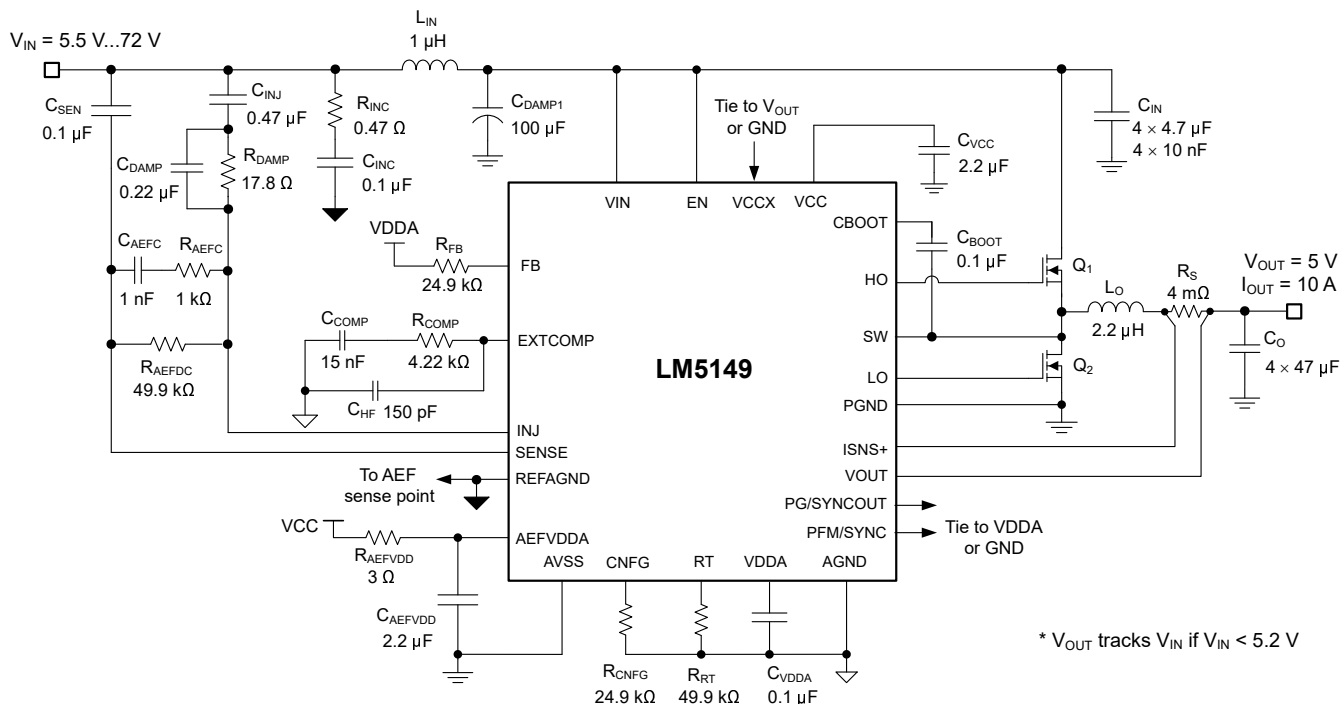 L_IN
1 µH
V_IN = 5.5 V...72 V
C_SEN
0.1 µF
C_INJ
0.47 µF
R_INC
0.47 Ω
C_DAMP1
100 µF
Tie to V_OUT
or GND
C_IN
4 × 4.7 µF
4 × 10 nF
C_VCC
2.2 µF
C_DAMP
0.22 µF
R_DAMP
17.8 Ω
C_INC
0.1 µF
VIN
EN
VCCX
VCC
VDDA
R_FB
24.9 kΩ
FB
CBOOT
C_BOOT
0.1 µF
C_AEFC
1 nF
R_AEFC
1 kΩ
HO
Q1
V_OUT = 5 V
I_OUT = 10 A
L_O
2.2 µH
R_S
4 mΩ
C_COMP
15 nF
R_COMP
4.22 kΩ
EXTCOMP
SW
C_O
4 × 47 µF
R_AEFDC
49.9 kΩ
LM5149
LO
Q2
C_HF
150 pF
PGND
INJ
SENSE
ISNS+
To AEF
sense point
REFAGND
VOUT
PG/SYNCOUT
VCC
R_AEFVDD
3 Ω
AEFVDDA
PFM/SYNC
Tie to VDDA
or GND
AVSS
CNFG
RT
VDDA
AGND
C_AEFVDD
2.2 µF
R_CNFG
24.9 kΩ
R_RT
49.9 kΩ
C_VDDA
0.1 µF
* V_OUT tracks V_IN if V_IN < 5.2 V